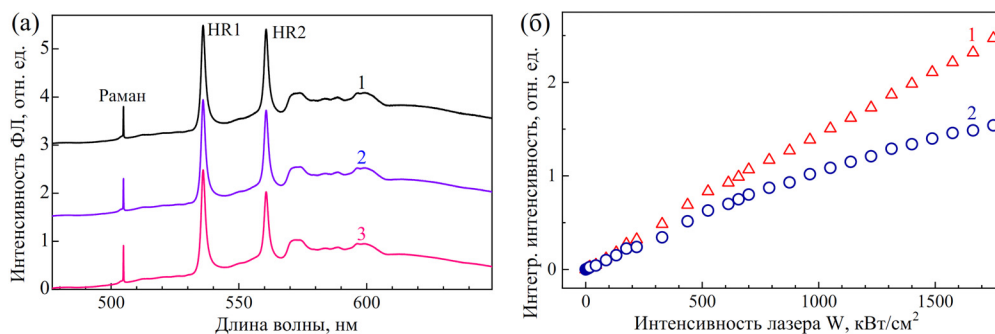 (а)
HR1
HR2
Раман
1
2
3
Интенсивность ФЛ, отн. ед.
5
4
3
2
1
0
500
550
600
Длина волны, нм
(б)
1
2
Интегр. интенсивность, отн. ед.
2
1
0
0
500
1000
1500
Интенсивность лазера W, кВт/см²